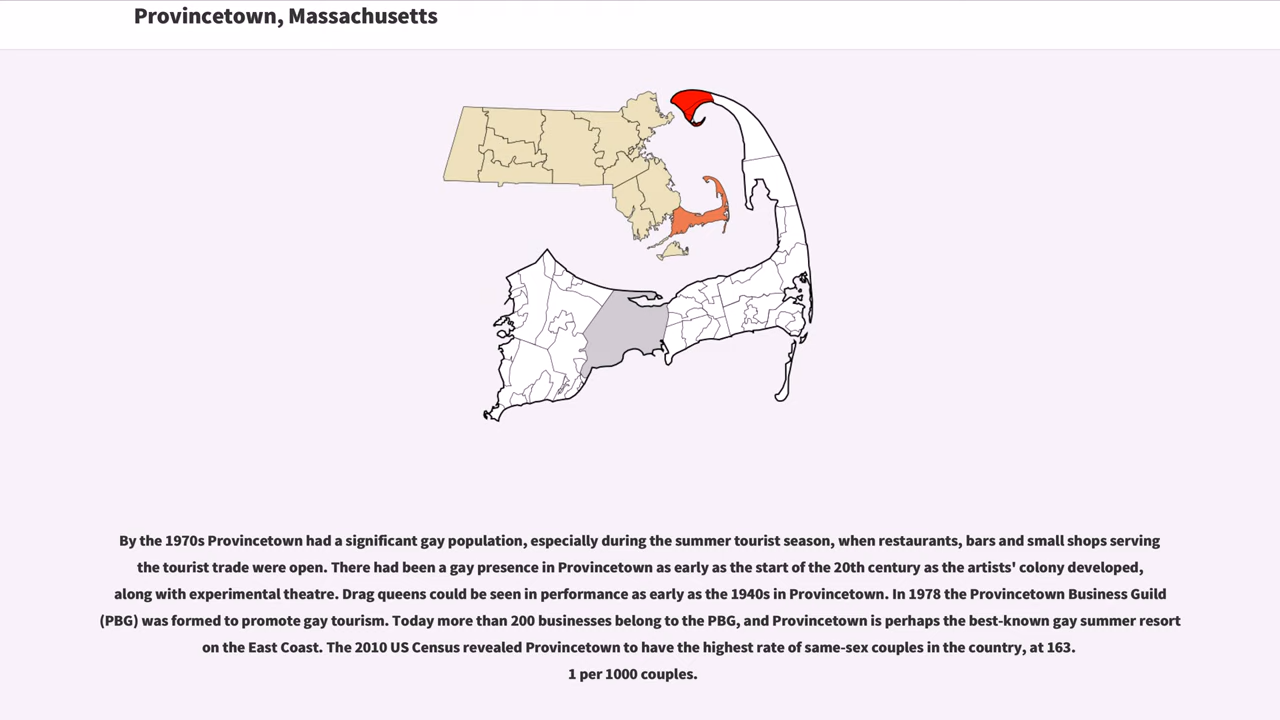 Provincetown, Massachusetts
By the 1970s Provincetown had a significant gay population, especially during the summer tourist season, when restaurants, bars and small shops serving
the tourist trade were open. There had been a gay presence in Provincetown as early as the start of the 20th century as the artists' colony developed,
along with experimental theatre. Drag queens could be seen in performance as early as the 1940s in Provincetown. In 1978 the Provincetown Business Guild
(PBG) was formed to promote gay tourism. Today more than 200 businesses belong to the PBG, and Provincetown is perhaps the best-known gay summer resort
on the East Coast. The 2010 US Census revealed Provincetown to have the highest rate of same-sex couples in the country, at 163.
1 per 1000 couples.